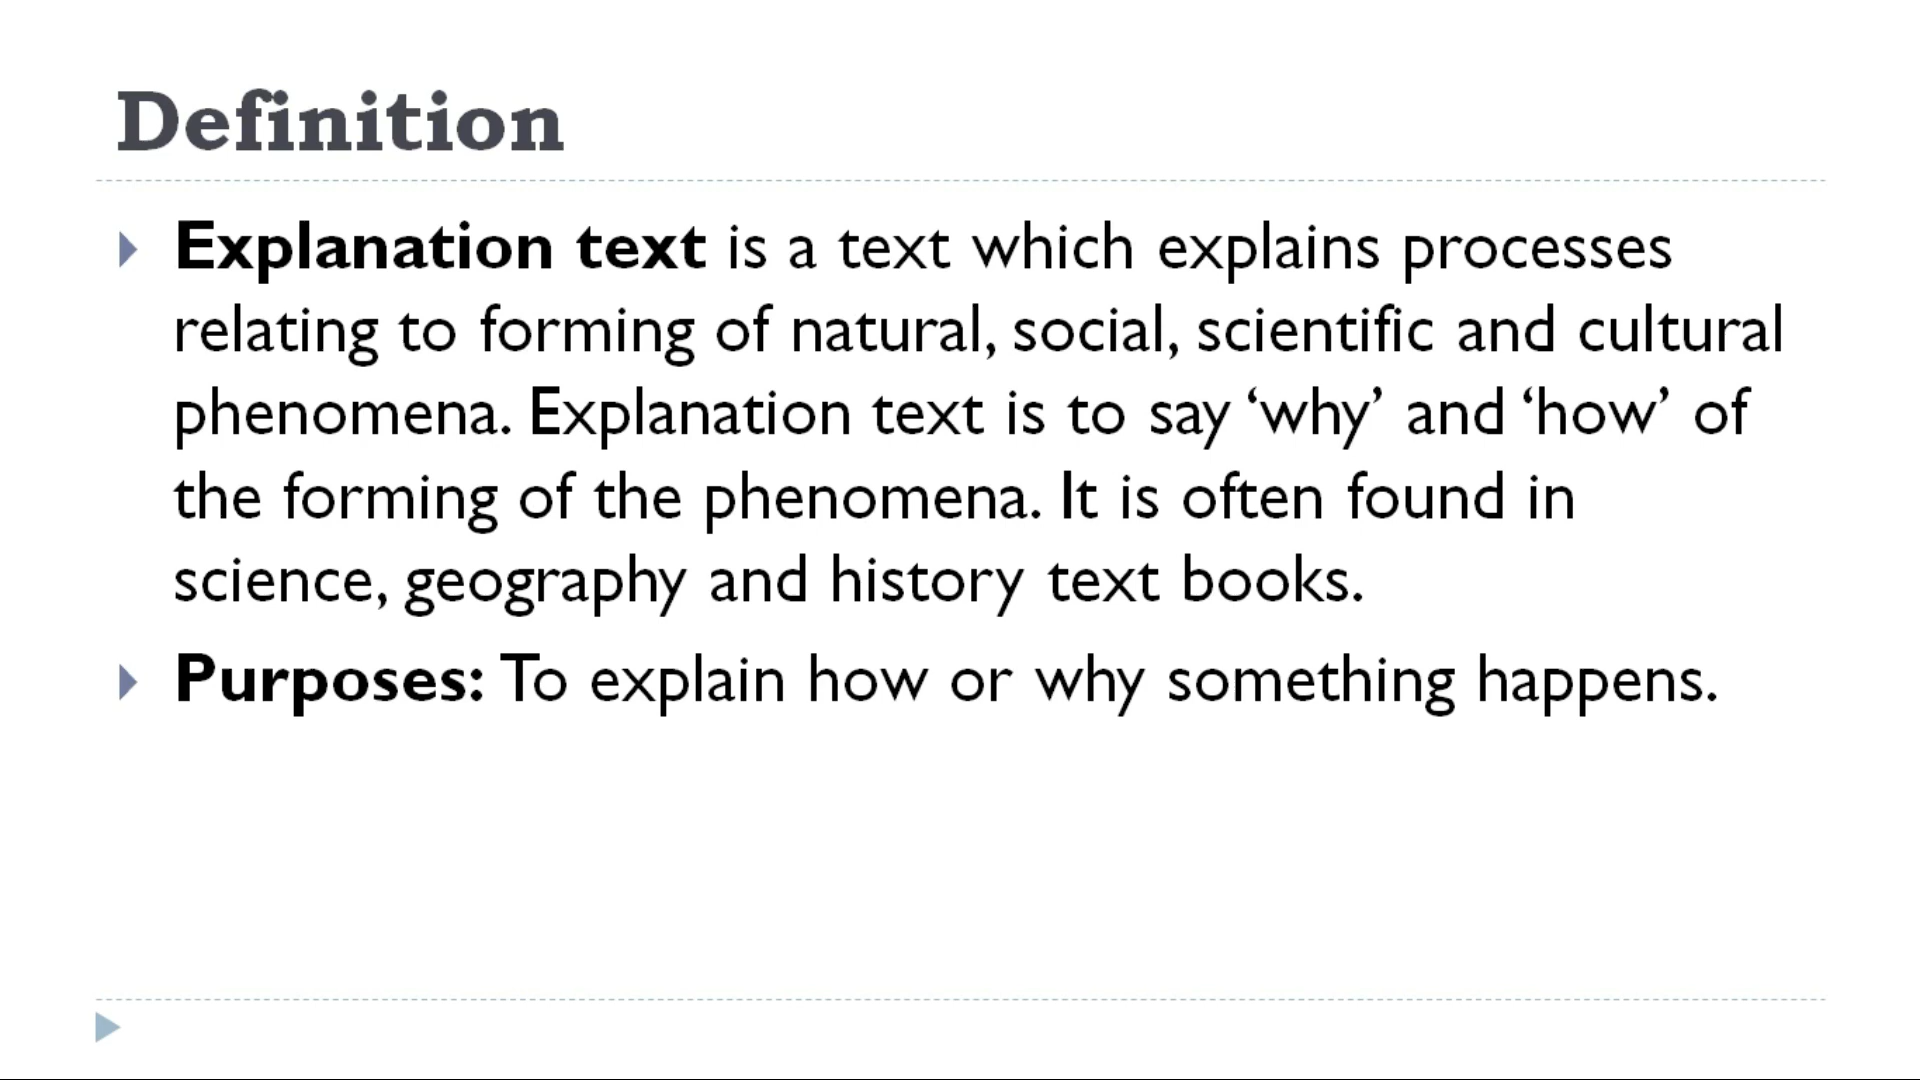 Definition
Explanation text is a text which explains processes
relating to forming of natural, social, scientific and cultural
phenomena. Explanation text is to say ‘why’ and ‘how’ of
the forming of the phenomena. It is often found in
science, geography and history text books.
Purposes: To explain how or why something happens.